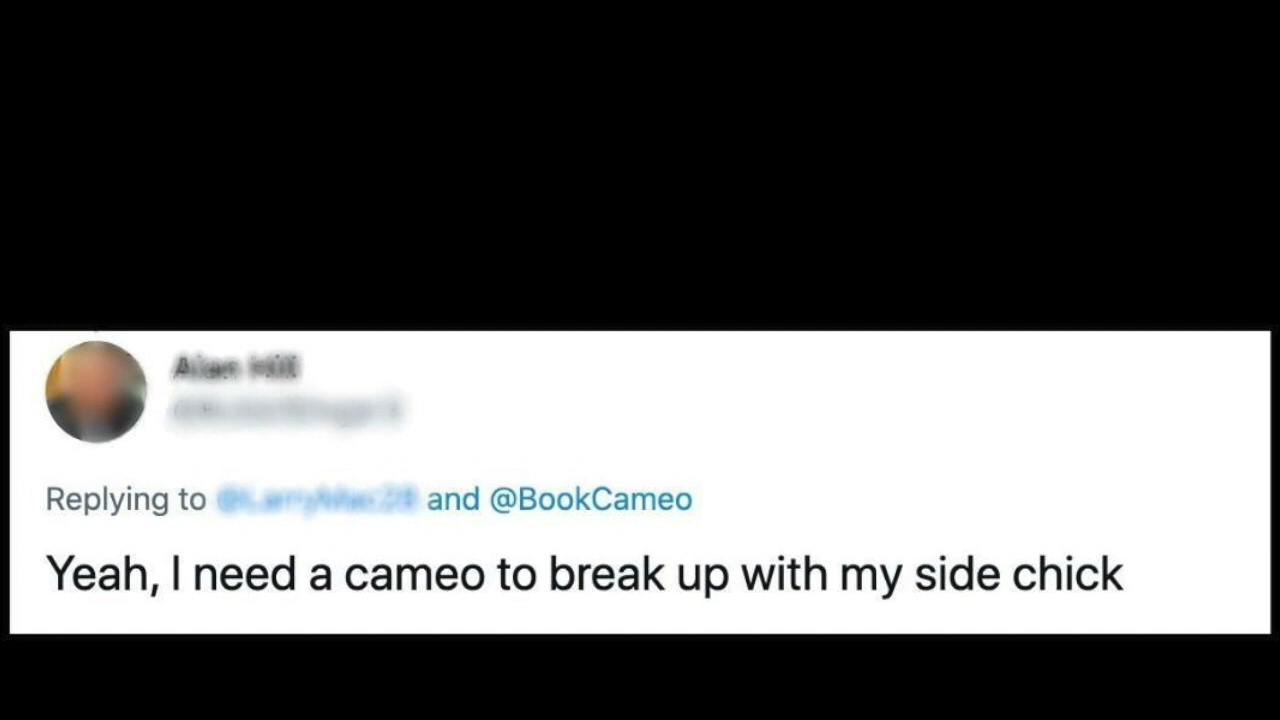 Replying to and @BookCameo
Yeah, I need a cameo to break up with my side chick